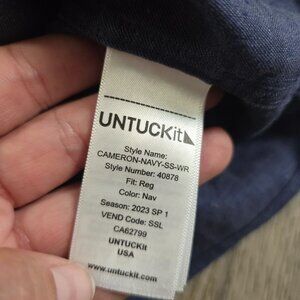 UNTUCKit
Style Name:
CAMERON-NAVY-SS-WR
Style Number: 40878
Fit: Reg
Color: Nav
Season: 2023 SP 1
VEND Code: SSL
CA62799
UNTUCKit
USA
www.untuckit.com